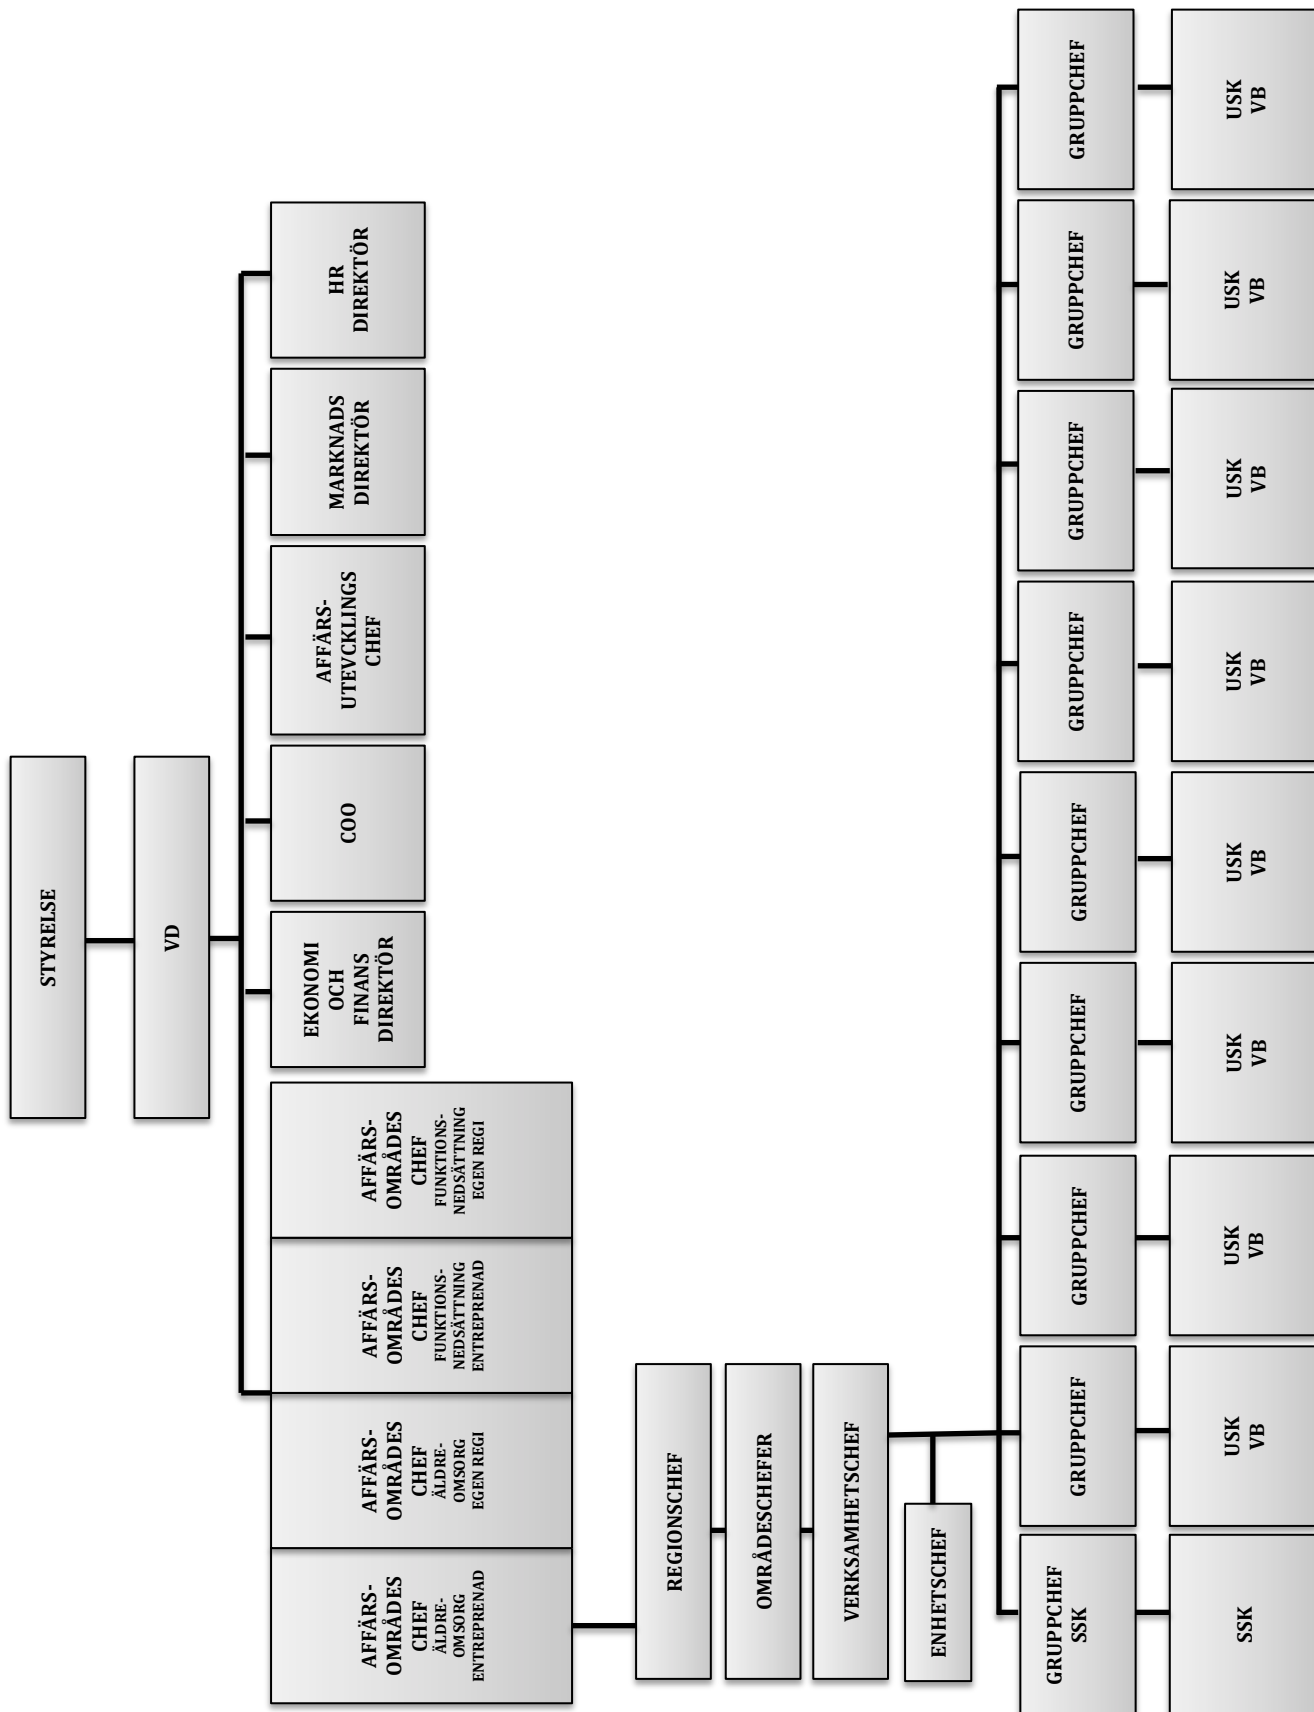 STYRELSE
VD
AFFÄRS-
OMRÅDES
CHEF
ÄLDRE-
OMSORG
ENTREPRENAD
AFFÄRS-
OMRÅDES
CHEF
ÄLDRE-
OMSORG
EGEN REGI
AFFÄRS-
OMRÅDES
CHEF
FUNKTIONS-
NEDSÄTTNING
ENTREPRENAD
AFFÄRS-
OMRÅDES
CHEF
FUNKTIONS-
NEDSÄTTNING
EGEN REGI
EKONOMI
OCH
FINANS
DIREKTÖR
COO
AFFÄRS-
UTEVCKLINGS
CHEF
MARKNADS
DIREKTÖR
HR
DIREKTÖR
REGIONSCHEF
OMRÅDESCHEFER
VERKSAMHETSCHEF
ENHETSCHEF
GRUPPCHEF
SSK
GRUPPCHEF
GRUPPCHEF
GRUPPCHEF
GRUPPCHEF
GRUPPCHEF
GRUPPCHEF
GRUPPCHEF
GRUPPCHEF
SSK
USK
VB
USK
VB
USK
VB
USK
VB
USK
VB
USK
VB
USK
VB
USK
VB